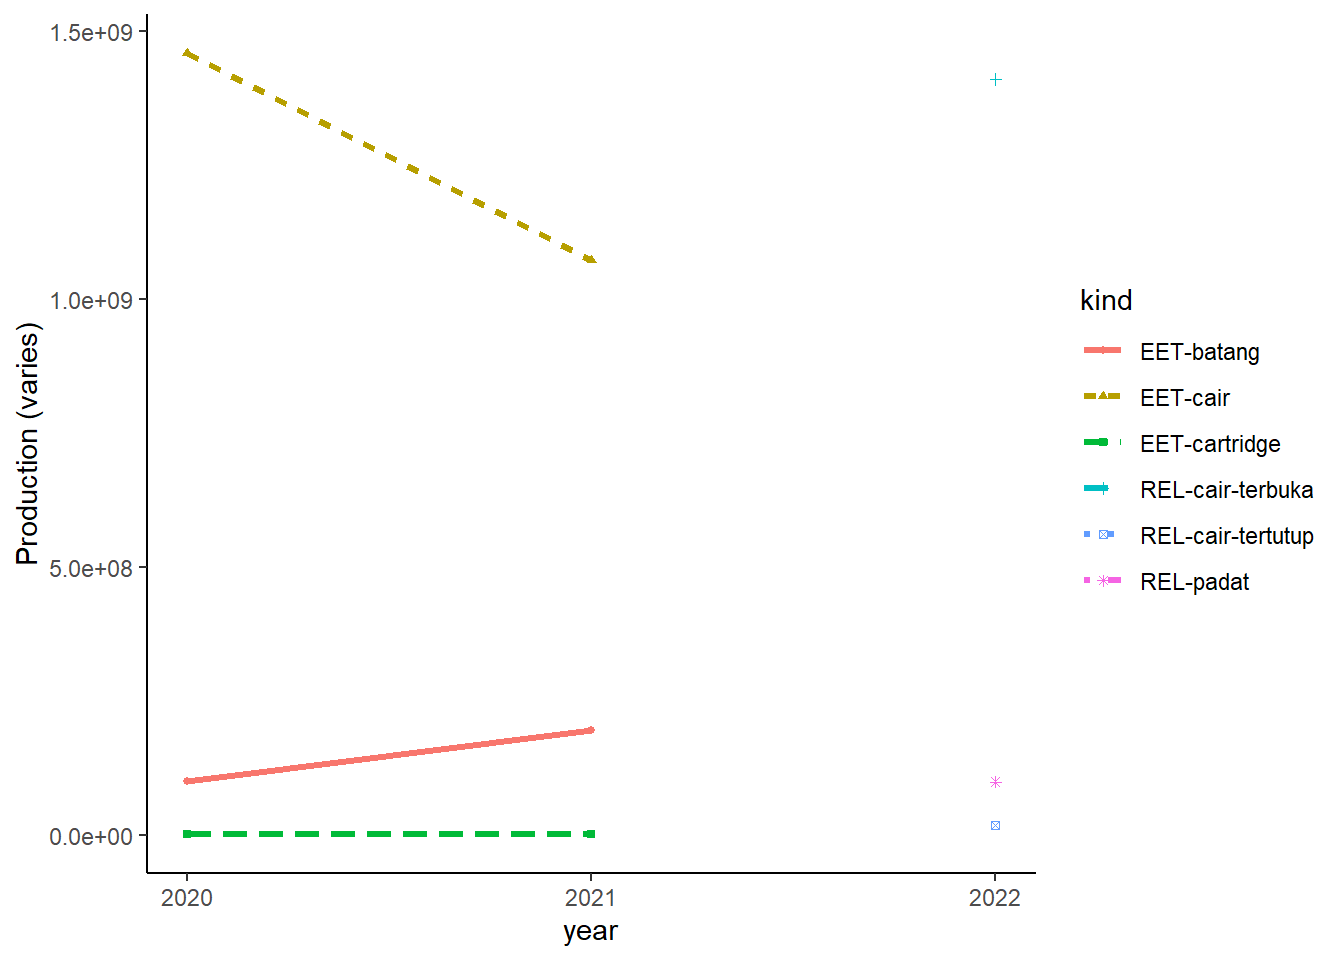 Production (varies)
1.5e+09
1.0e+09
5.0e+08
0.0e+00
2020
2021
2022
year
kind
EET-batang
EET-cair
EET-cartridge
REL-cair-terbuka
REL-cair-tertutup
REL-padat